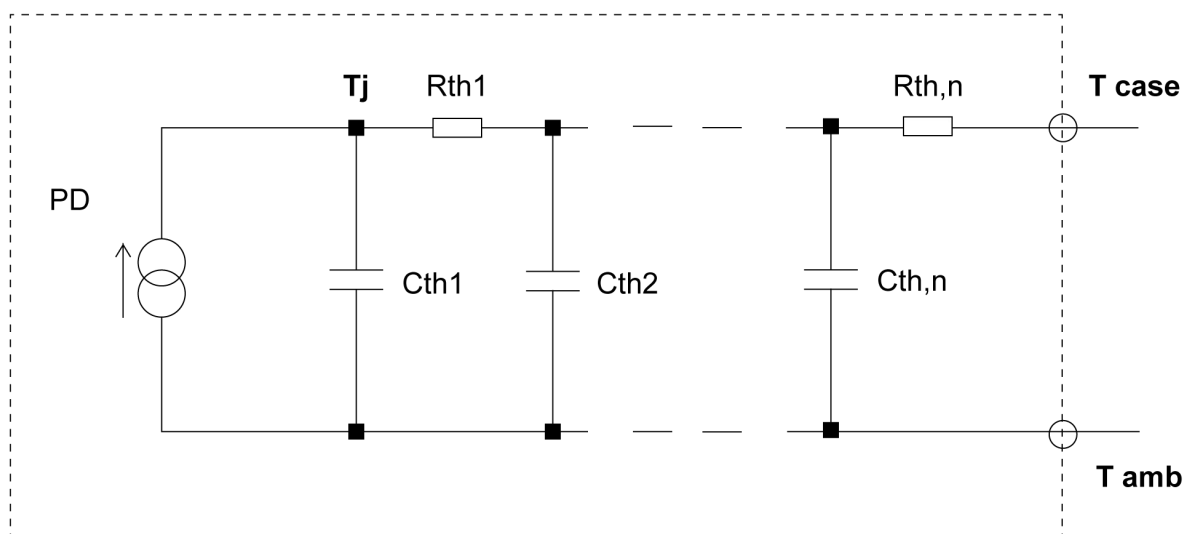 Tj
Rth1
Rth,n
T case
PD
Cth1
Cth2
Cth,n
T amb